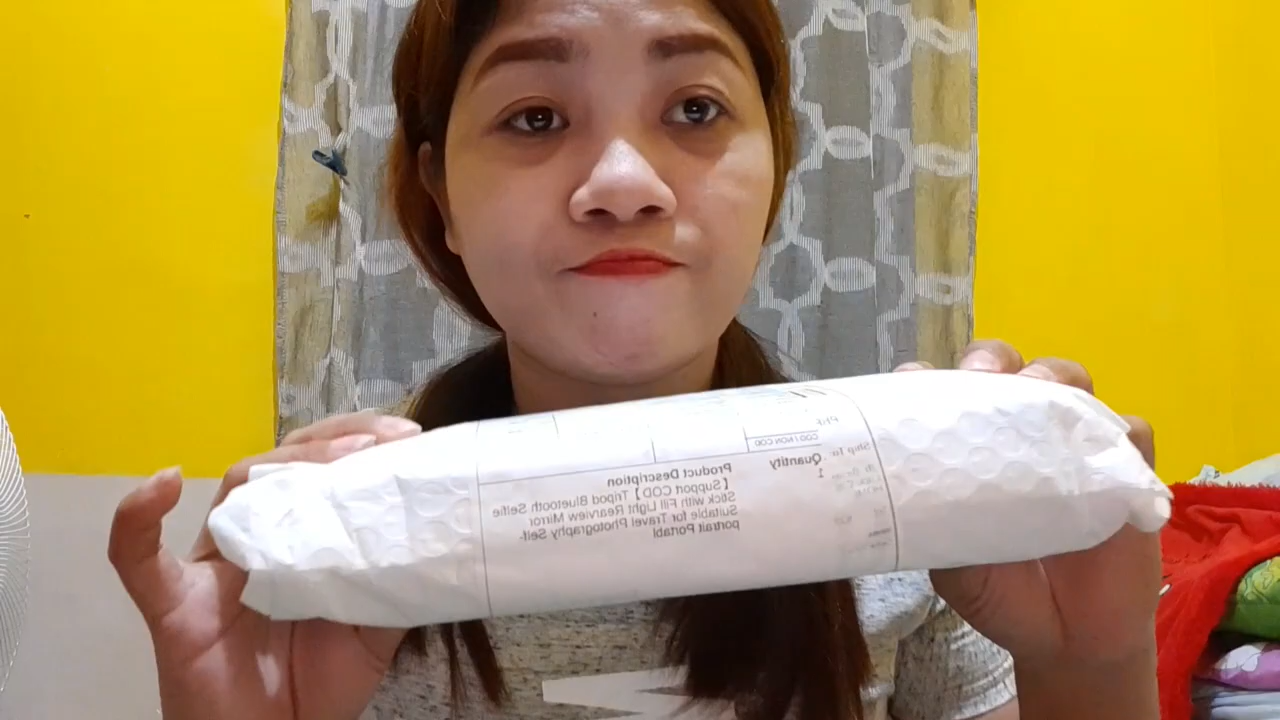 COD / NON COD
Ship To:
Quantity
1
Product Description
【Support COD】Tripod Bluetooth Selfie
Stick with Fill Light Rearview Mirror
Suitable for Travel Photography Self-
portrait Portabl